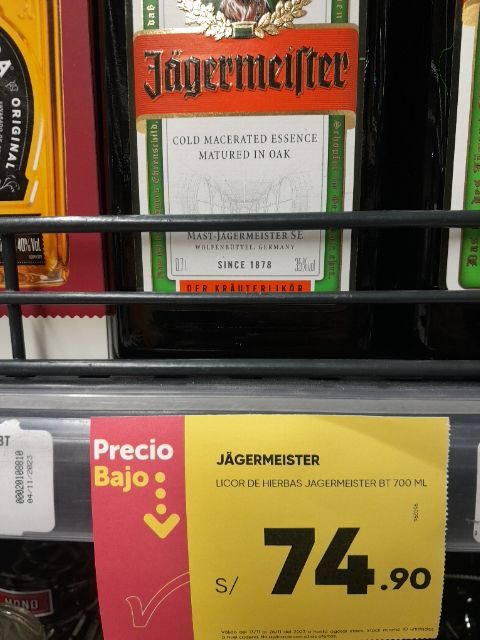 Jägermeister
COLD MACERATED ESSENCE
MATURED IN OAK
MAST-JÄGERMEISTER SE
WOLFENBÜTTEL, GERMANY
0,7l SINCE 1878 35%vol
DER KRÄUTERLIKÖR
ORIGINAL
40%Vol
BT
00020108810
04/11/2023
Precio
Bajo
JÄGERMEISTER
LICOR DE HIERBAS JAGERMEISTER BT 700 ML
S/ 74.90
MONO